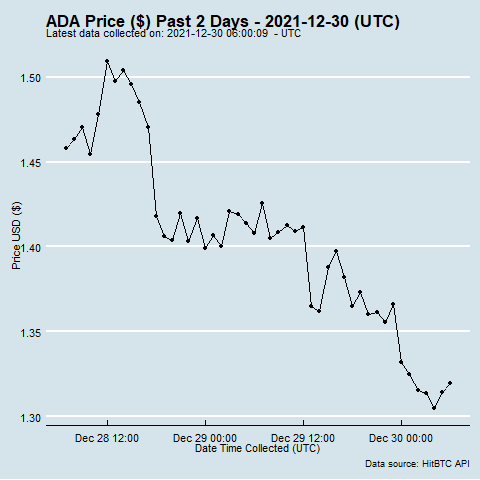 ADA Price ($) Past 2 Days - 2021-12-30 (UTC)
Latest data collected on: 2021-12-30 06:00:09  - UTC
1.50
1.45
1.40
1.35
1.30
Price USD ($)
Dec 28 12:00
Dec 29 00:00
Dec 29 12:00
Dec 30 00:00
Date Time Collected (UTC)
Data source: HitBTC API